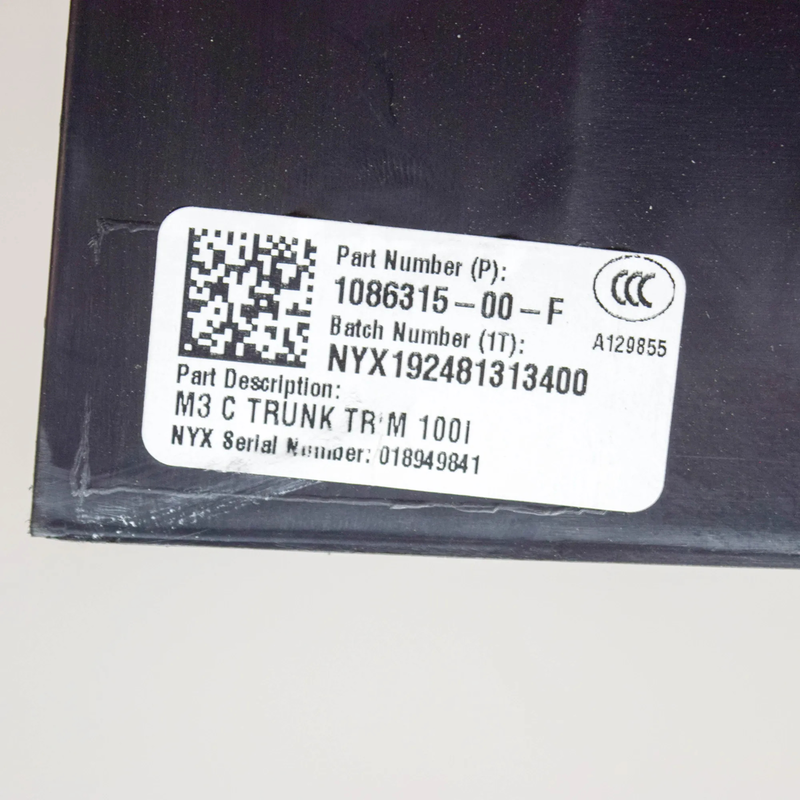 Part Number (P):
1086315-00-F
Batch Number (1T):
NYX192481313400
Part Description:
M3 C TRUNK TRIM 100I
NYX Serial Number: 018949841
CCC
A129855